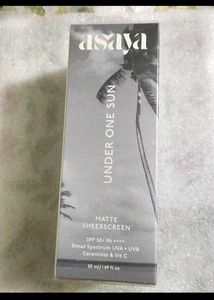 asaya
UNDER ONE SUN
MATTE
SHEERSCREEN
SPF 50+ PA ++++
Broad Spectrum UVA + UVB
Ceramides & Vit C
50 ml / 1.69 fl. oz.